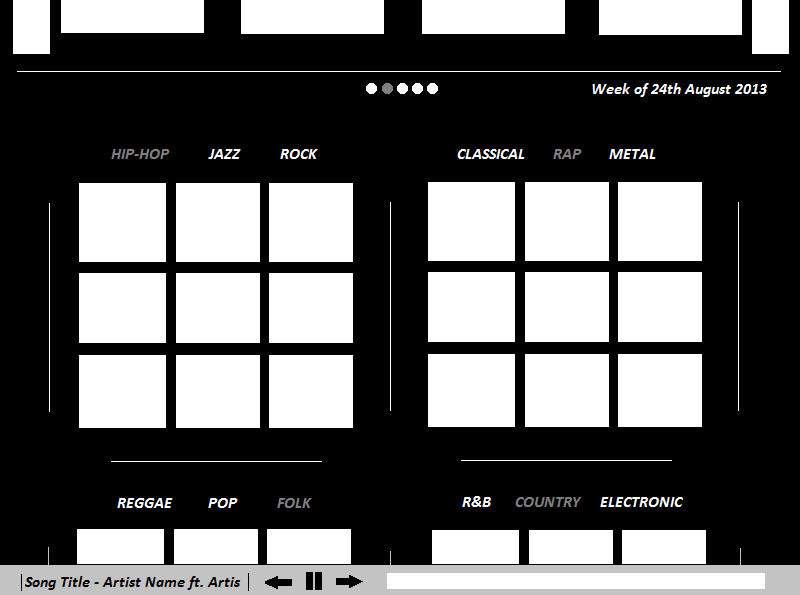 Week of 24th August 2013
HIP-HOP JAZZ ROCK
CLASSICAL RAP METAL
REGGAE POP FOLK
R&B COUNTRY ELECTRONIC
Song Title - Artist Name ft. Artis